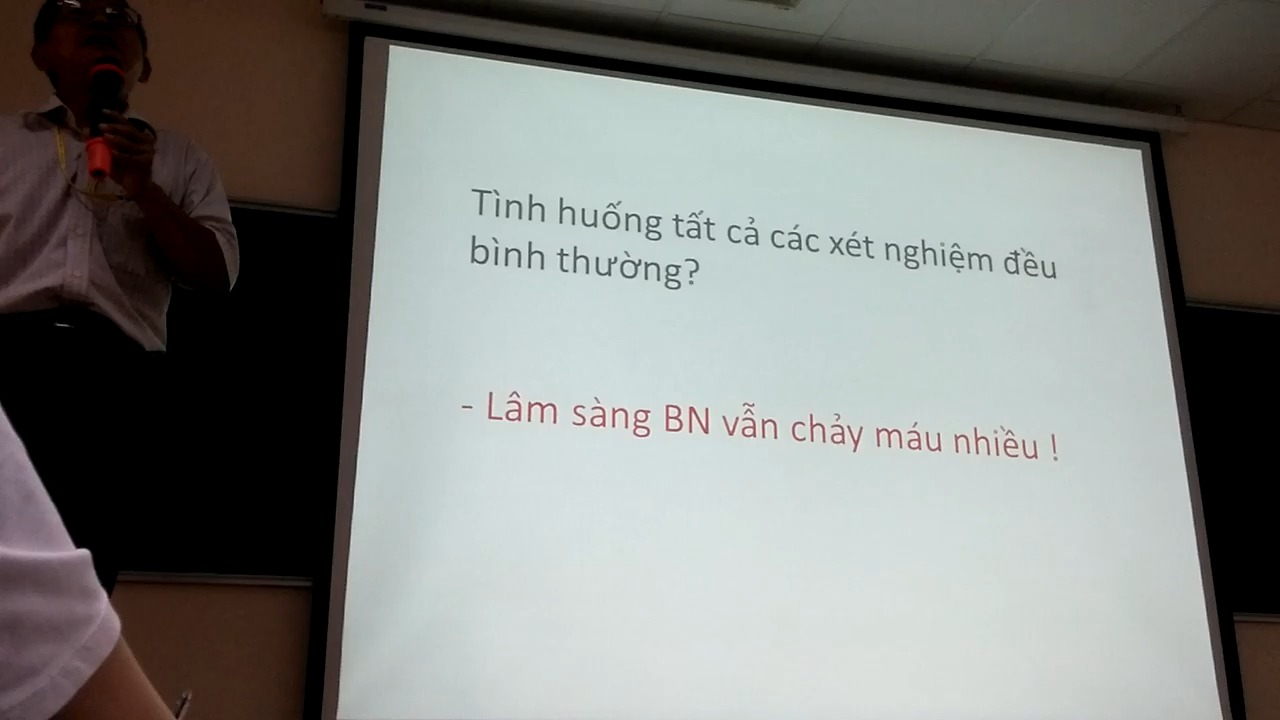 Tình huống tất cả các xét nghiệm đều
bình thường?
- Lâm sàng BN vẫn chảy máu nhiều !